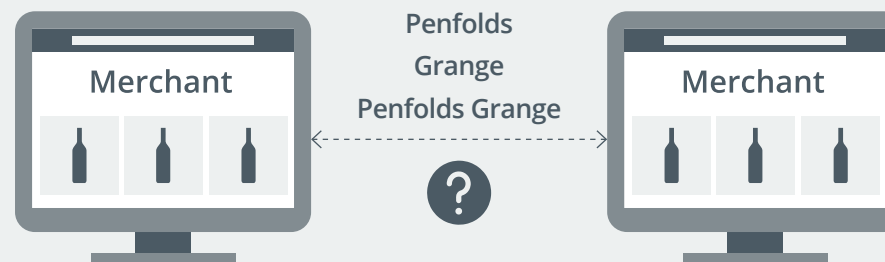 Merchant
Penfolds
Grange
Penfolds Grange
?
Merchant